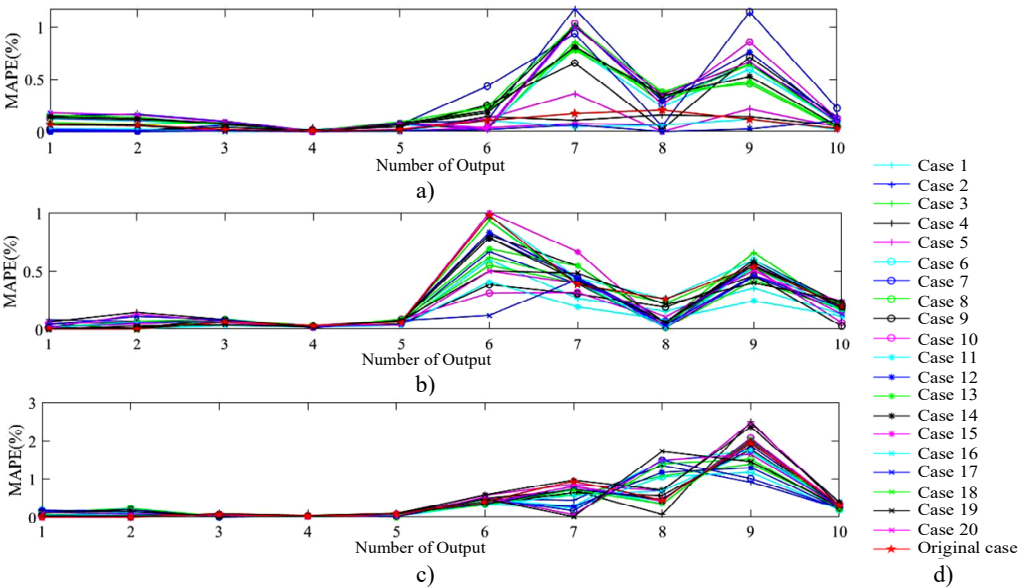 MAPE(%)
1
0.5
0
1 2 3 4 5 6 7 8 9 10
Number of Output
a)
MAPE(%)
1
0.5
0
1 2 3 4 5 6 7 8 9 10
Number of Output
b)
MAPE(%)
3
2
1
0
1 2 3 4 5 6 7 8 9 10
Number of Output
c)
Case 1
Case 2
Case 3
Case 4
Case 5
Case 6
Case 7
Case 8
Case 9
Case 10
Case 11
Case 12
Case 13
Case 14
Case 15
Case 16
Case 17
Case 18
Case 19
Case 20
Original case
d)